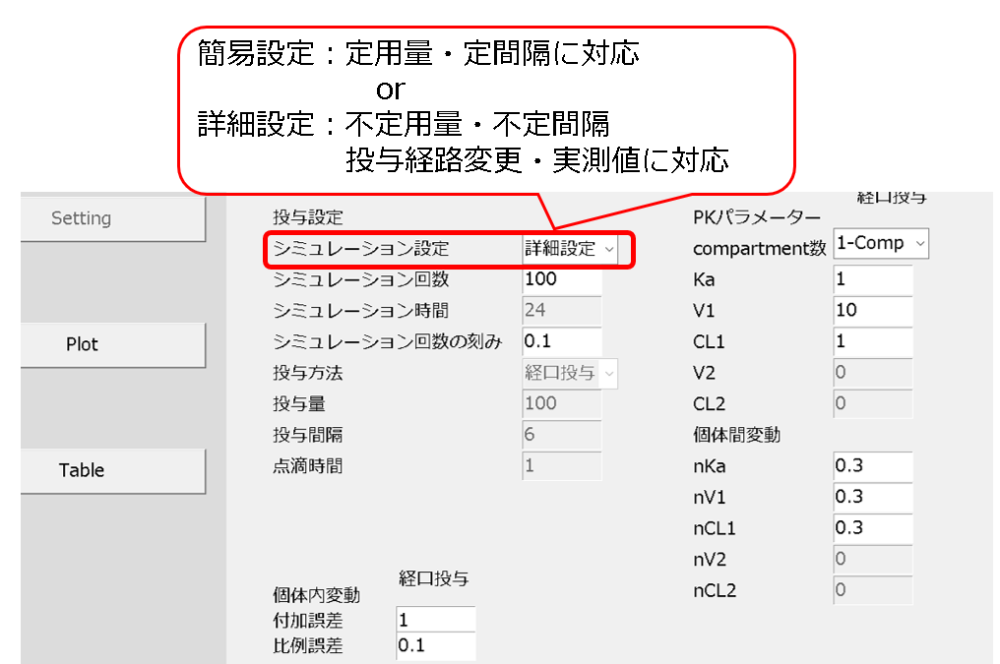 簡易設定：定用量・定間隔に対応
or
詳細設定：不定用量・不定間隔
投与経路変更・実測値に対応
Setting
Plot
Table
投与設定
シミュレーション設定 詳細設定
シミュレーション回数 100
シミュレーション時間 24
シミュレーション回数の刻み 0.1
投与方法 経口投与
投与量 100
投与間隔 6
点滴時間 1
経口投与
個体内変動
付加誤差 1
比例誤差 0.1
経口投与
PKパラメーター
compartment数 1-Comp
Ka 1
V1 10
CL1 1
V2 0
CL2 0
個体間変動
nKa 0.3
nV1 0.3
nCL1 0.3
nV2 0
nCL2 0